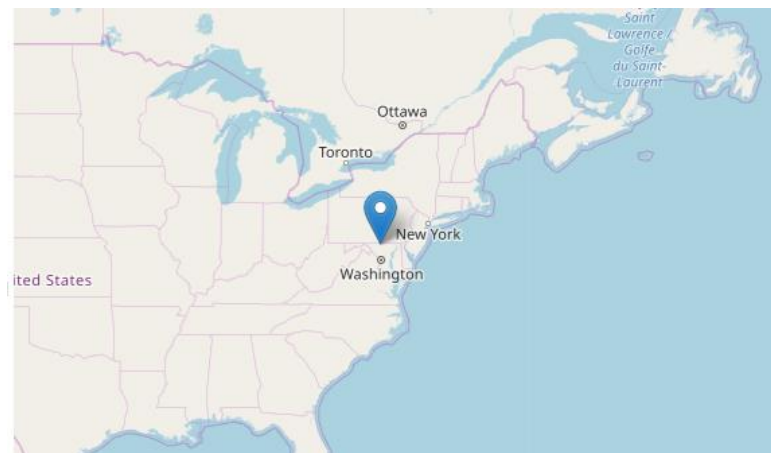 Saint
Lawrence /
Golfe
du Saint-
Laurent
Ottawa
Toronto
New York
Washington
ited States